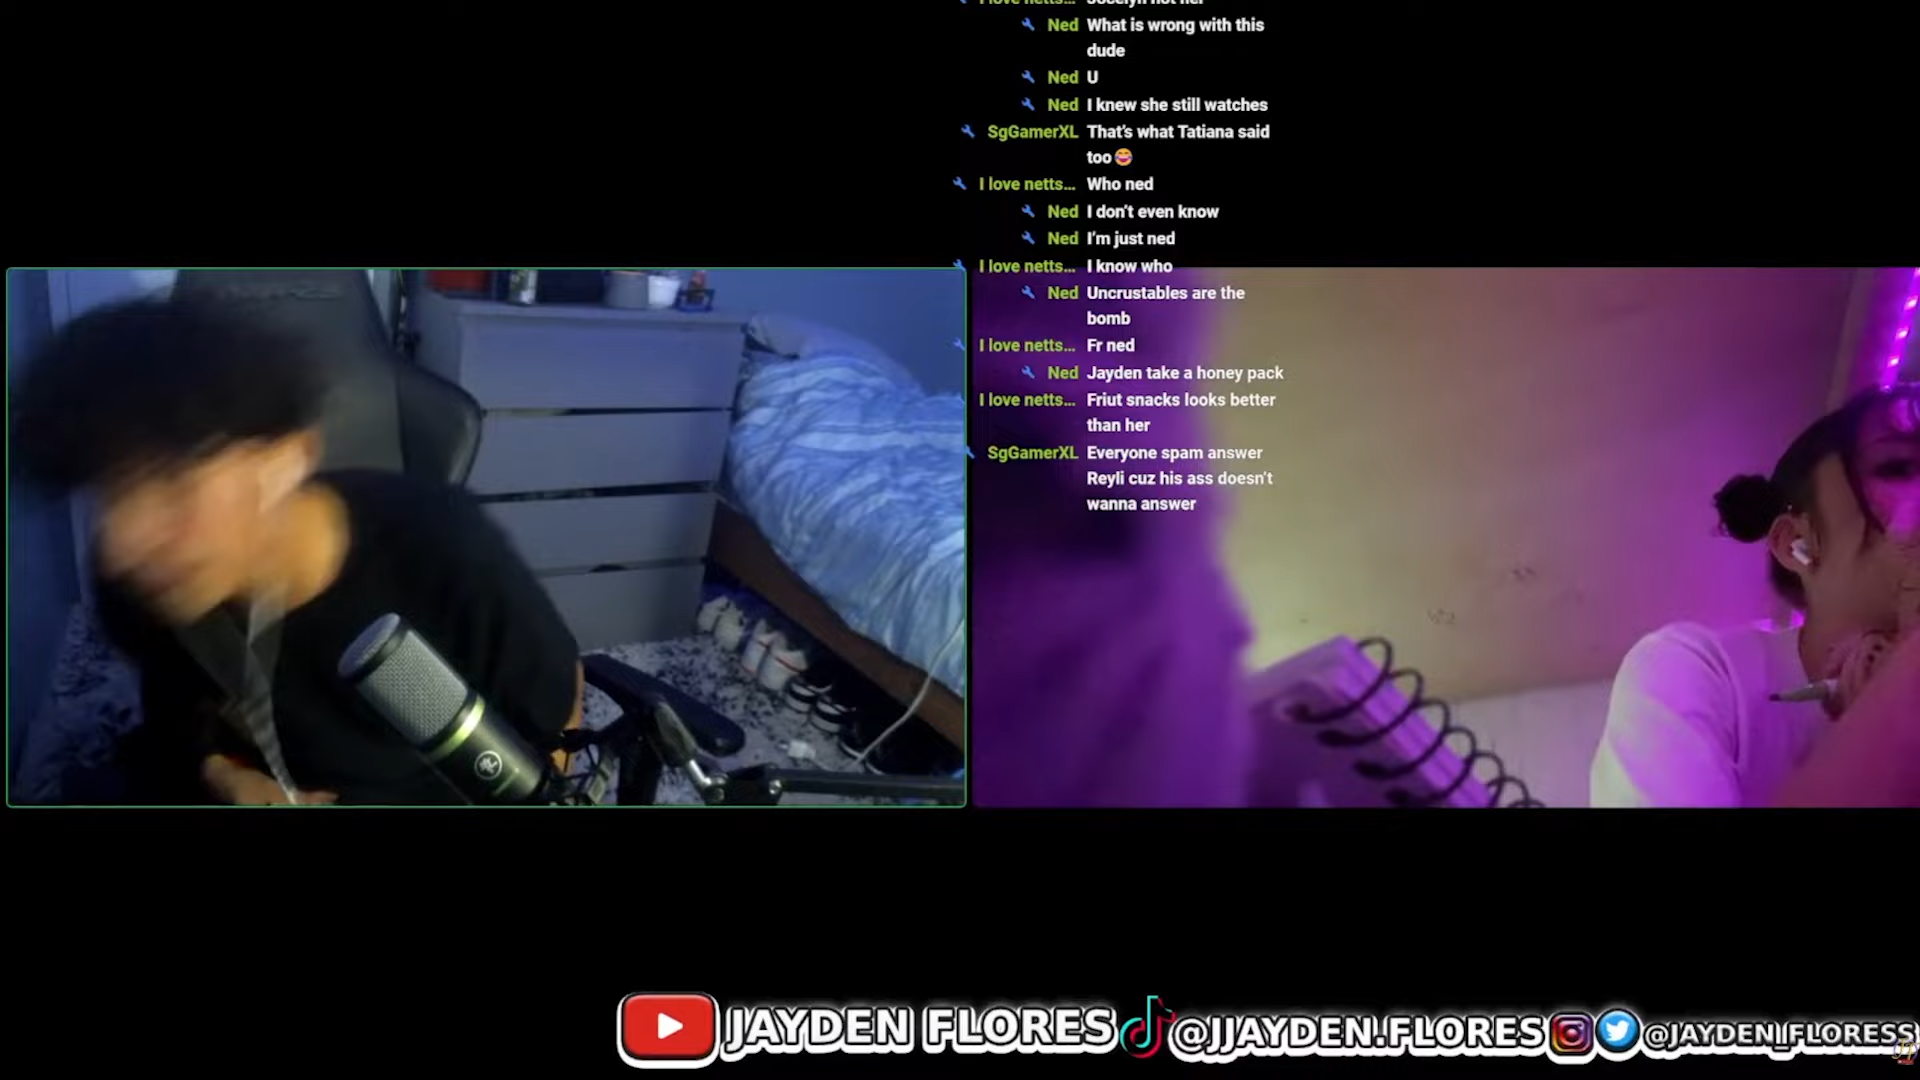 Ned What is wrong with this
dude
Ned U
Ned I knew she still watches
SgGamerXL That's what Tatiana said
too😂
I love netts... Who ned
Ned I don't even know
Ned I'm just ned
I love netts... I know who
Ned Uncrustables are the
bomb
I love netts... Fr ned
Ned Jayden take a honey pack
I love netts... Friut snacks looks better
than her
SgGamerXL Everyone spam answer
Reyli cuz his ass doesn't
wanna answer
JAYDEN FLORES @JJAYDEN.FLORES @JAYDEN_FLORESS